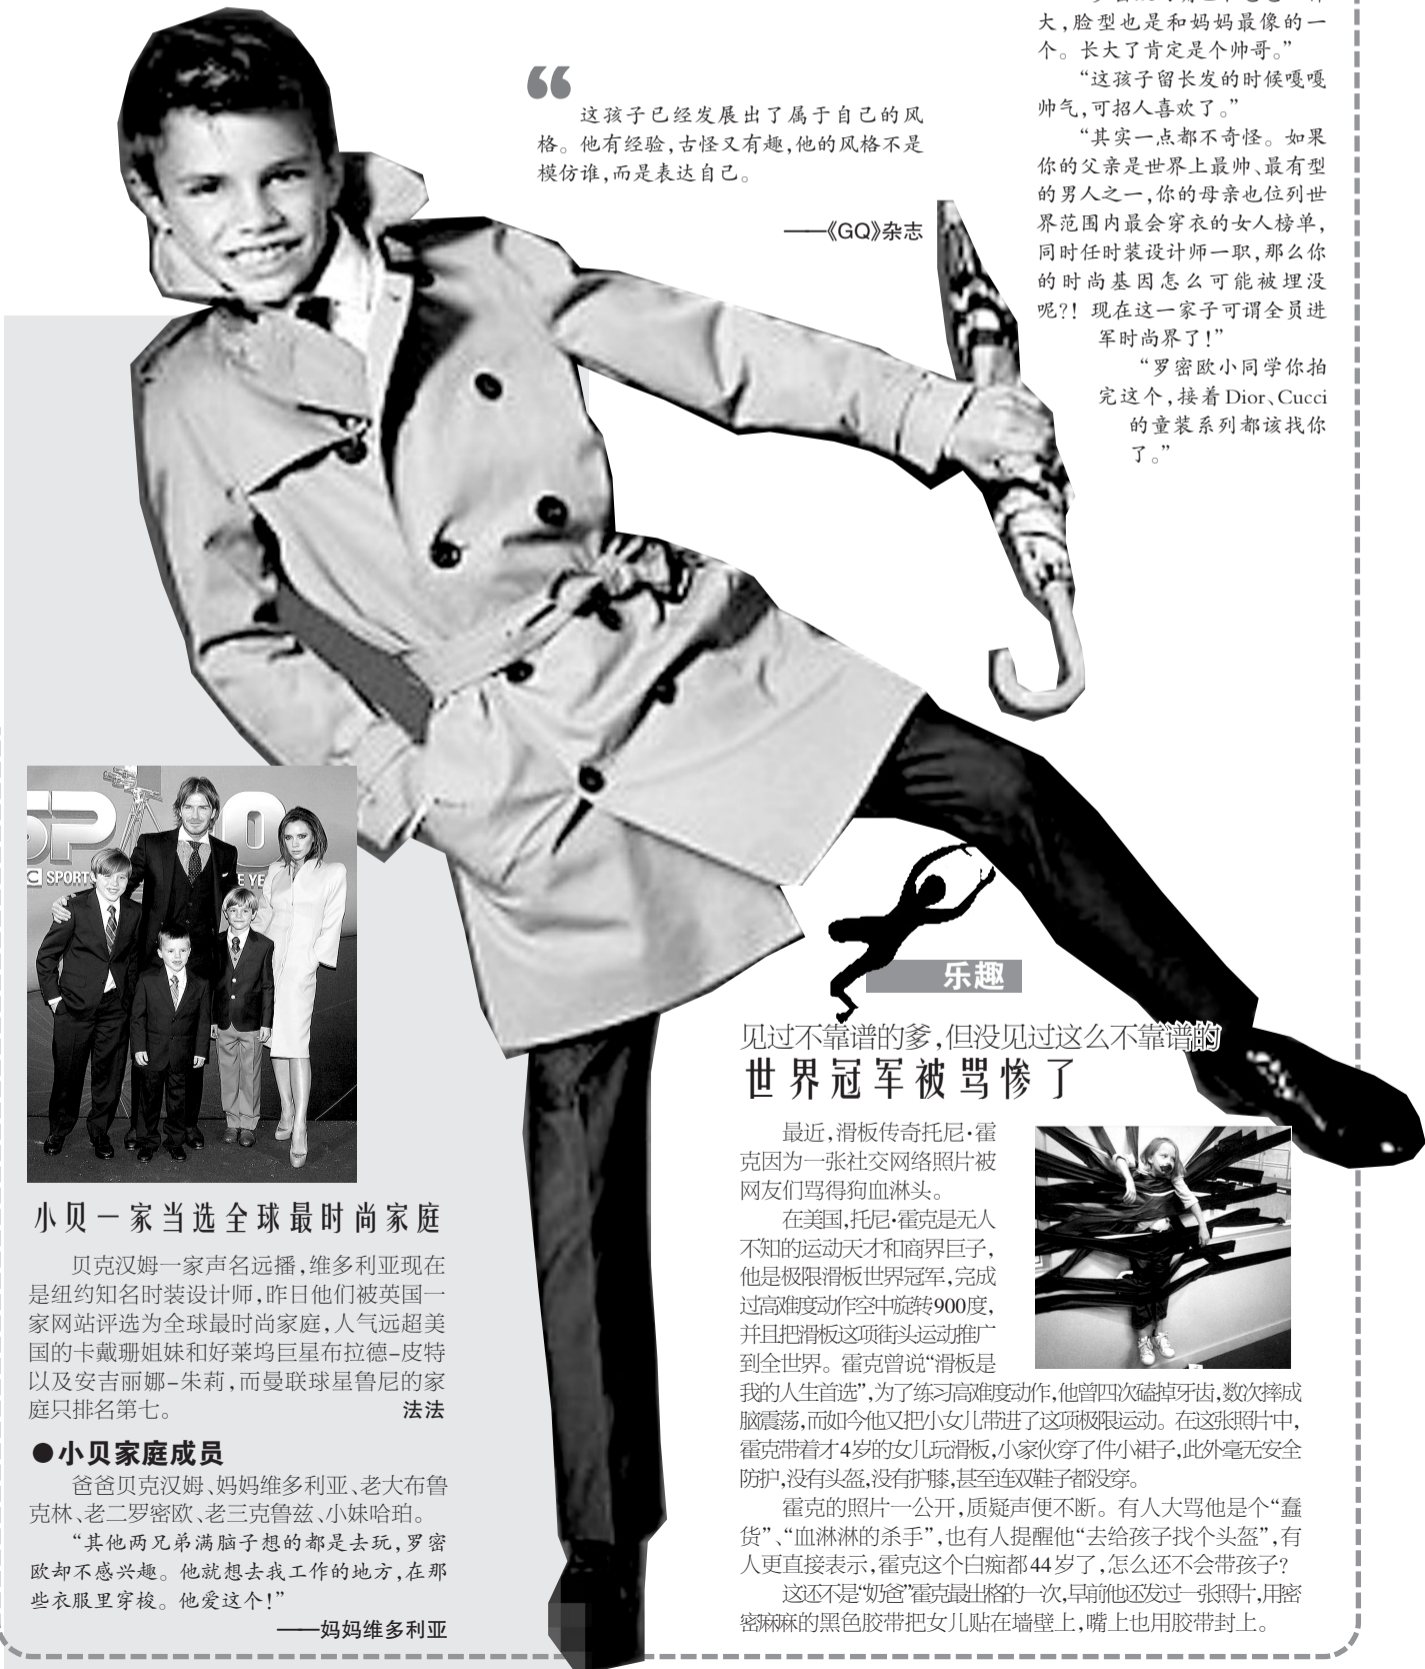 “
这孩子已经发展出了属于自己的风
格。他有经验,古怪又有趣,他的风格不是
模仿谁,而是表达自己。
——《GQ》杂志
大,脸型也是和妈妈最像的一
个。长大了肯定是个帅哥。”
“这孩子留长发的时候嘎嘎
帅气,可招人喜欢了。”
“其实一点都不奇怪。如果
你的父亲是世界上最帅、最有型
的男人之一,你的母亲也位列世
界范围内最会穿衣的女人榜单,
同时任时装设计师一职,那么你
的时尚基因怎么可能被埋没
呢?!现在这一家子可谓全员进
军时尚界了!”
“罗密欧小同学你拍
完这个,接着Dior、Cucci
的童装系列都该找你
了。”
SP
C SPORT
E YE
小贝一家当选全球最时尚家庭
贝克汉姆一家声名远播,维多利亚现在
是纽约知名时装设计师,昨日他们被英国一
家网站评选为全球最时尚家庭,人气远超美
国的卡戴珊姐妹和好莱坞巨星布拉德-皮特
以及安吉丽娜-朱莉,而曼联球星鲁尼的家
庭只排名第七。 法法
●小贝家庭成员
爸爸贝克汉姆、妈妈维多利亚、老大布鲁
克林、老二罗密欧、老三克鲁兹、小妹哈珀。
“其他两兄弟满脑子想的都是去玩,罗密
欧却不感兴趣。他就想去我工作的地方,在那
些衣服里穿梭。他爱这个!”
——妈妈维多利亚
乐趣
见过不靠谱的爹,但没见过这么不靠谱的
世界冠军被骂惨了
最近,滑板传奇托尼·霍
克因为一张社交网络照片被
网友们骂得狗血淋头。
在美国,托尼·霍克是无人
不知的运动天才和商界巨子,
他是极限滑板世界冠军,完成
过高难度动作空中旋转900度,
并且把滑板这项街头运动推广
到全世界。霍克曾说“滑板是
我的人生首选”,为了练习高难度动作,他曾四次磕掉牙齿,数次摔成
脑震荡,而如今他又把小女儿带进了这项极限运动。在这张照片中,
霍克带着才4岁的女儿玩滑板,小家伙穿了件小裙子,此外毫无安全
防护,没有头盔,没有护膝,甚至连双鞋子都没穿。
霍克的照片一公开,质疑声便不断。有人大骂他是个“蠢
货”、“血淋淋的杀手”,也有人提醒他“去给孩子找个头盔”,有
人更直接表示,霍克这个白痴都44岁了,怎么还不会带孩子?
这还不是“奶爸”霍克最出格的一次,早前他还发过一张照片,用密
密麻麻的黑色胶带把女儿贴在墙壁上,嘴上也用胶带封上。